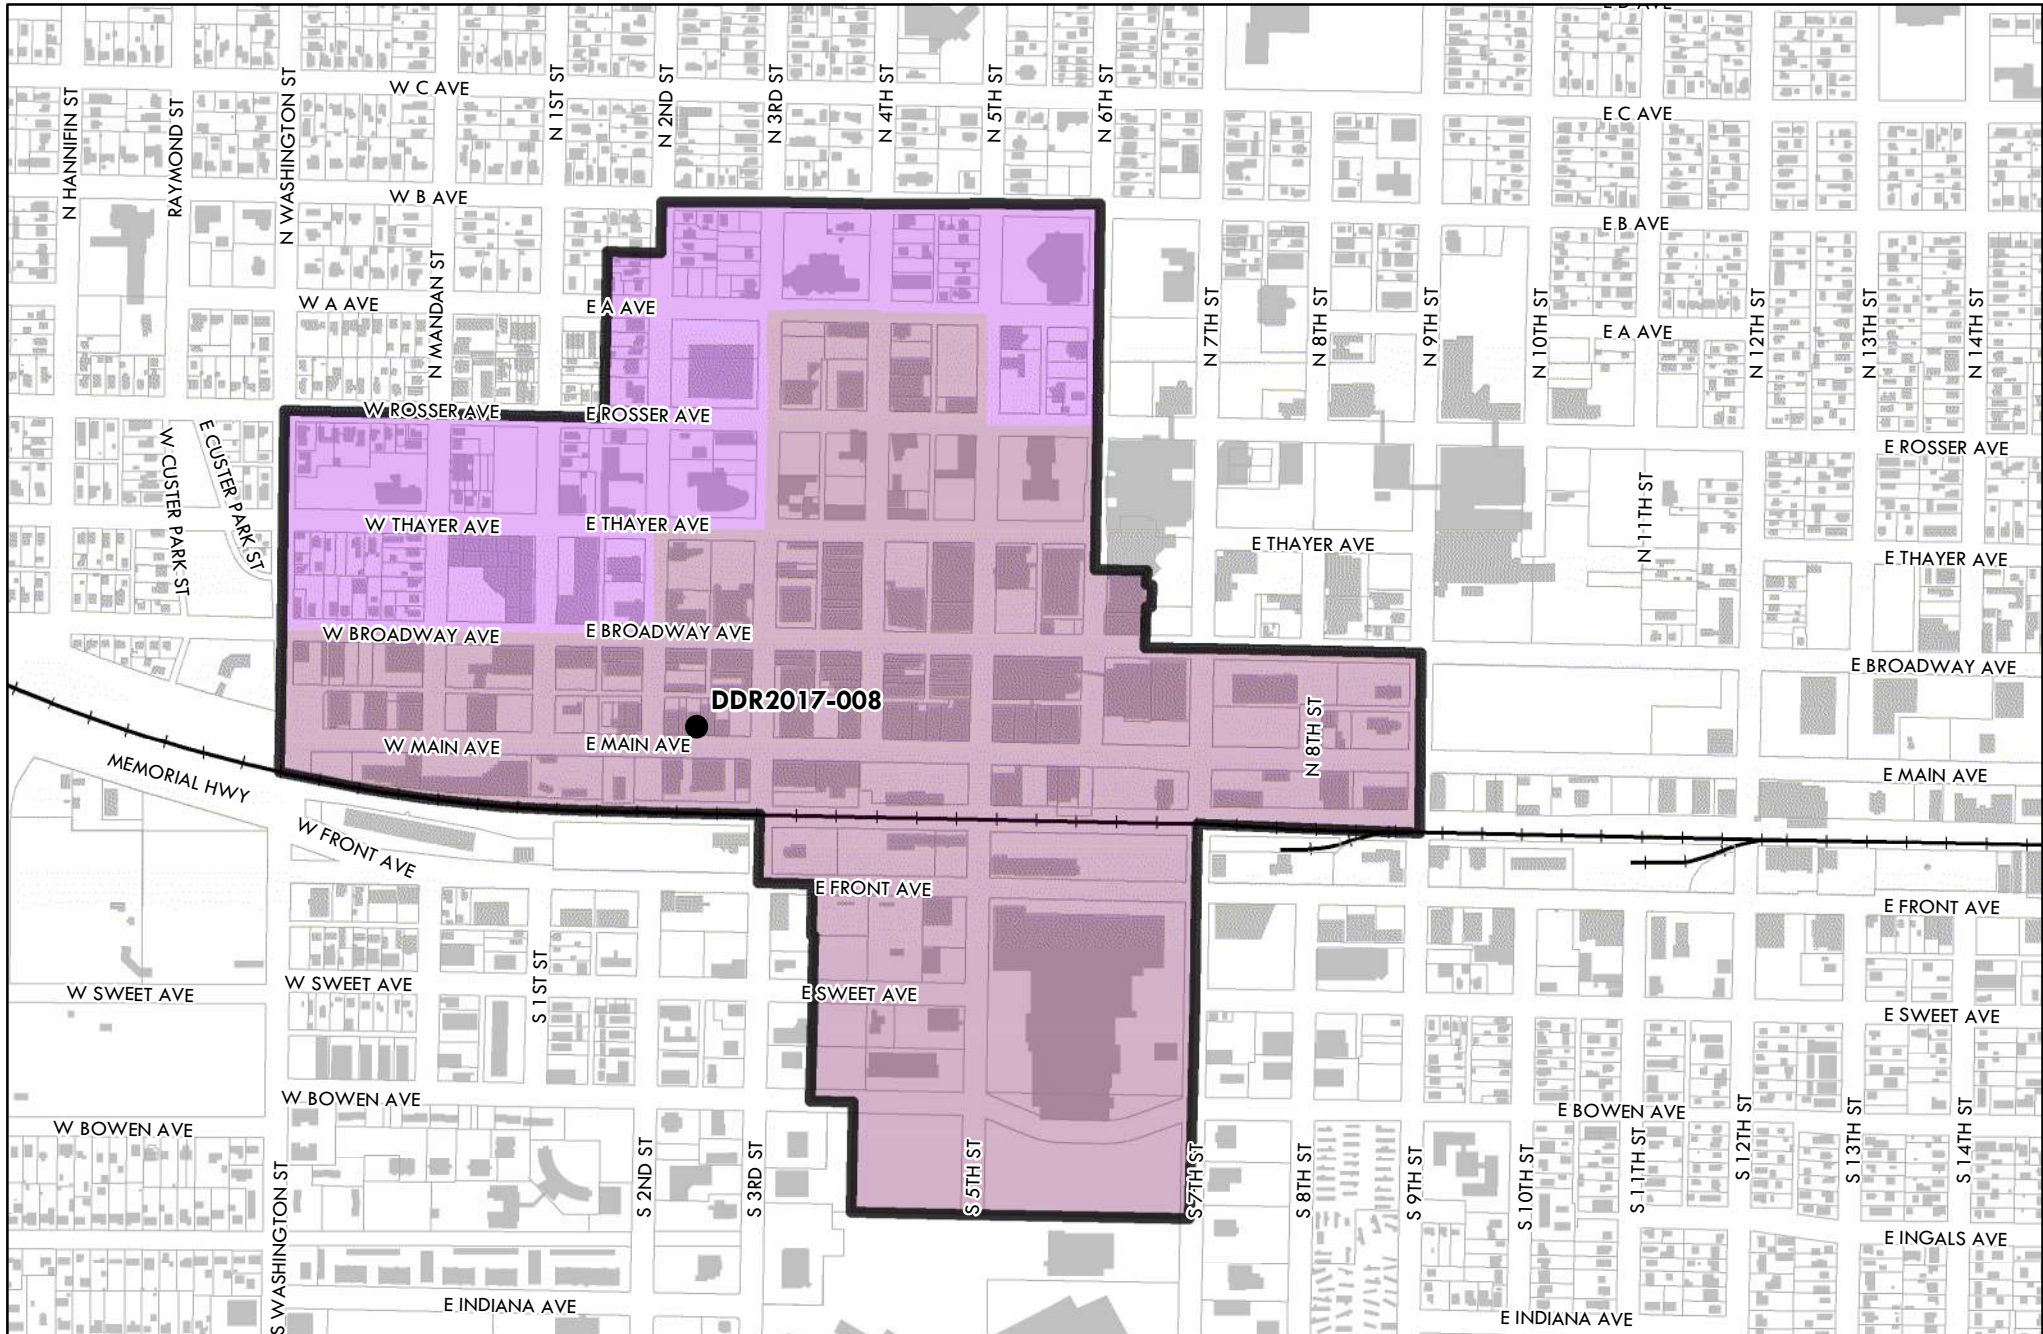 E D AVE
W C AVE
E C AVE
N HANNIFIN ST
RAYMOND ST
N WASHINGTON ST
N 1ST ST
N 2ND ST
N 3RD ST
N 4TH ST
N 5TH ST
N 6TH ST
W B AVE
E B AVE
N MANDAN ST
W A AVE
E A AVE
N 7TH ST
N 8TH ST
N 9TH ST
N 10TH ST
E A AVE
N 12TH ST
N 13TH ST
N 14TH ST
W ROSSER AVE
E ROSSER AVE
E ROSSER AVE
W CUSTER PARK ST
E CUSTER PARK ST
W THAYER AVE
E THAYER AVE
E THAYER AVE
N 11TH ST
E THAYER AVE
W BROADWAY AVE
E BROADWAY AVE
E BROADWAY AVE
DDR2017-008
N 8TH ST
W MAIN AVE
E MAIN AVE
E MAIN AVE
MEMORIAL HWY
W FRONT AVE
E FRONT AVE
E FRONT AVE
S 1ST ST
W SWEET AVE
W SWEET AVE
E SWEET AVE
E SWEET AVE
W BOWEN AVE
W BOWEN AVE
E BOWEN AVE
S WASHINGTON ST
S 2ND ST
S 3RD ST
S 5TH ST
S 7TH ST
S 8TH ST
S 9TH ST
S 10TH ST
S 11TH ST
S 12TH ST
S 13TH ST
S 14TH ST
E INGALS AVE
E INDIANA AVE
E INDIANA AVE